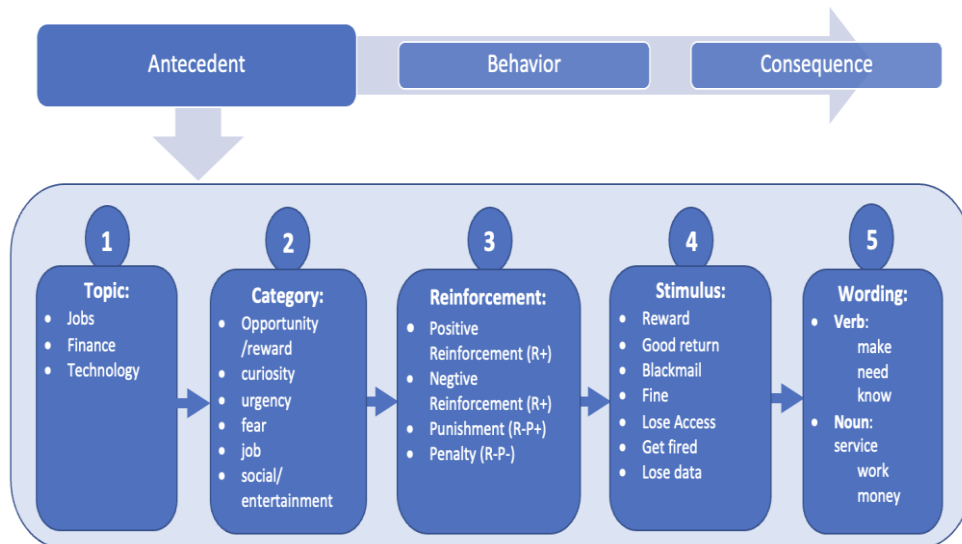 Antecedent
Behavior
Consequence
1
Topic:
• Jobs
• Finance
• Technology
2
Category:
• Opportunity
/reward
• curiosity
• urgency
• fear
• job
• social/
entertainment
3
Reinforcement:
• Positive
Reinforcement (R+)
• Negtive
Reinforcement (R+)
• Punishment (R-P+)
• Penalty (R-P-)
4
Stimulus:
• Reward
• Good return
• Blackmail
• Fine
• Lose Access
• Get fired
• Lose data
5
Wording:
• Verb:
make
need
know
• Noun:
service
work
money